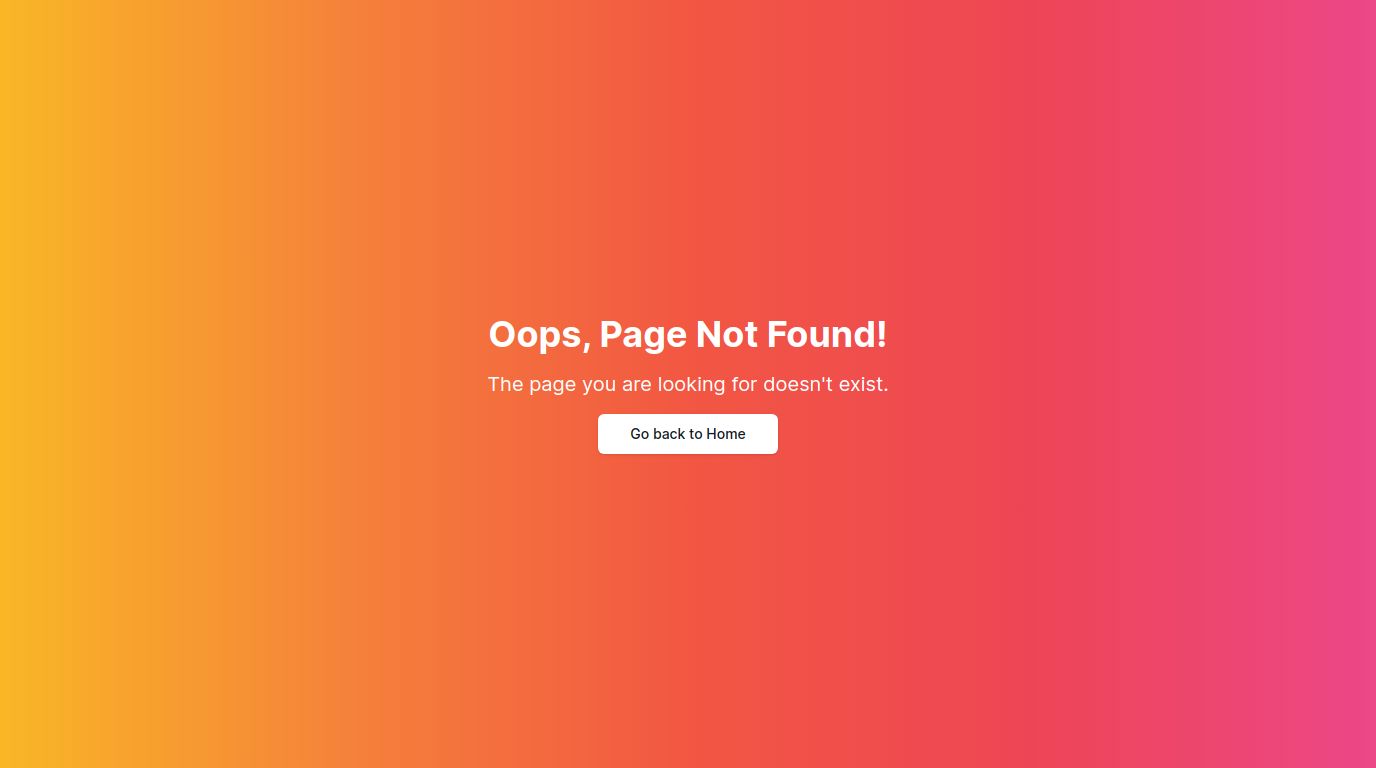 Oops, Page Not Found!
The page you are looking for doesn't exist.
Go back to Home